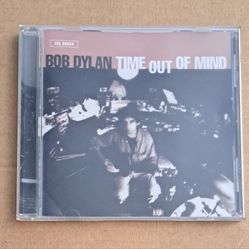 BOB DYLAN TIME OUT OF MIND